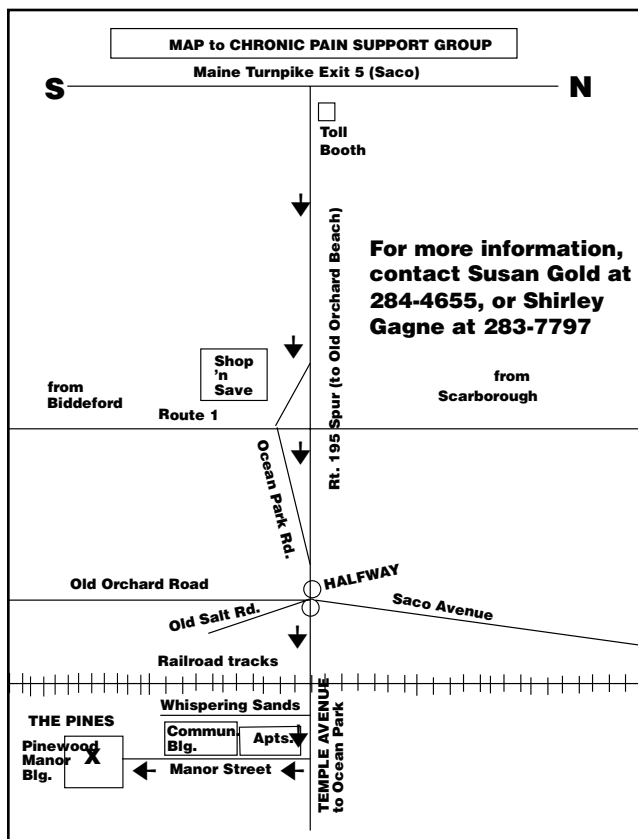 MAP to CHRONIC PAIN SUPPORT GROUP
Maine Turnpike Exit 5 (Saco)
S
N
Toll
Booth
For more information,
contact Susan Gold at
284-4655, or Shirley
Gagne at 283-7797
Rt. 195 Spur (to Old Orchard Beach)
Shop
'n
Save
from
Biddeford
from
Scarborough
Route 1
Ocean Park Rd.
HALFWAY
Old Orchard Road
Saco Avenue
Old Salt Rd.
Railroad tracks
Whispering Sands
THE PINES
Commun.
Blg.
Apts.
Pinewood
Manor
Blg.
X
Manor Street
TEMPLE AVENUE
to Ocean Park